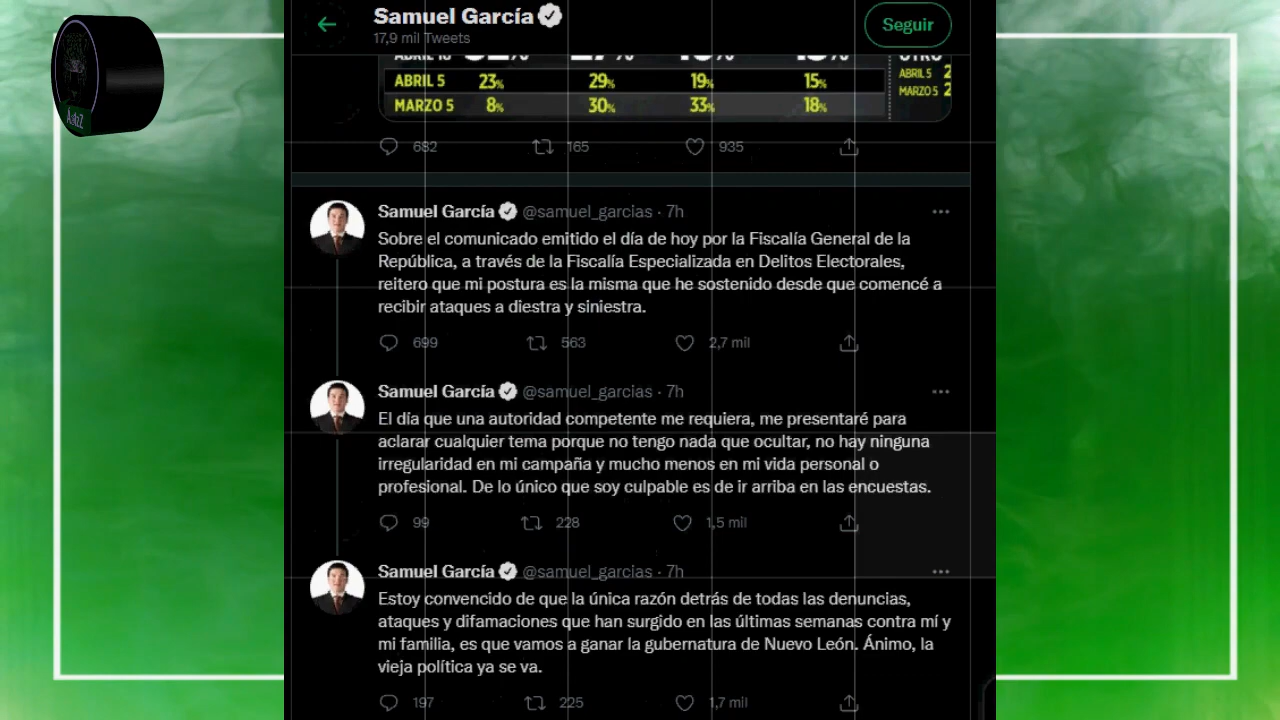 Samuel García
17,9 mil Tweets
Seguir
ABRIL 5 23% 29% 19% 15%
MARZO 5 8% 30% 33% 18%
OTRO
ABRIL 5 2
MARZO 5 2
682 165 935
Samuel García @samuel_garcias · 7h
Sobre el comunicado emitido el día de hoy por la Fiscalía General de la
República, a través de la Fiscalía Especializada en Delitos Electorales,
reitero que mi postura es la misma que he sostenido desde que comencé a
recibir ataques a diestra y siniestra.
699 563 2,7 mil
Samuel García @samuel_garcias · 7h
El día que una autoridad competente me requiera, me presentaré para
aclarar cualquier tema porque no tengo nada que ocultar, no hay ninguna
irregularidad en mi campaña y mucho menos en mi vida personal o
profesional. De lo único que soy culpable es de ir arriba en las encuestas.
99 228 1,5 mil
Samuel García @samuel_garcias · 7h
Estoy convencido de que la única razón detrás de todas las denuncias,
ataques y difamaciones que han surgido en las últimas semanas contra mí y
mi familia, es que vamos a ganar la gubernatura de Nuevo León. Ánimo, la
vieja política ya se va.
197 225 1,7 mil